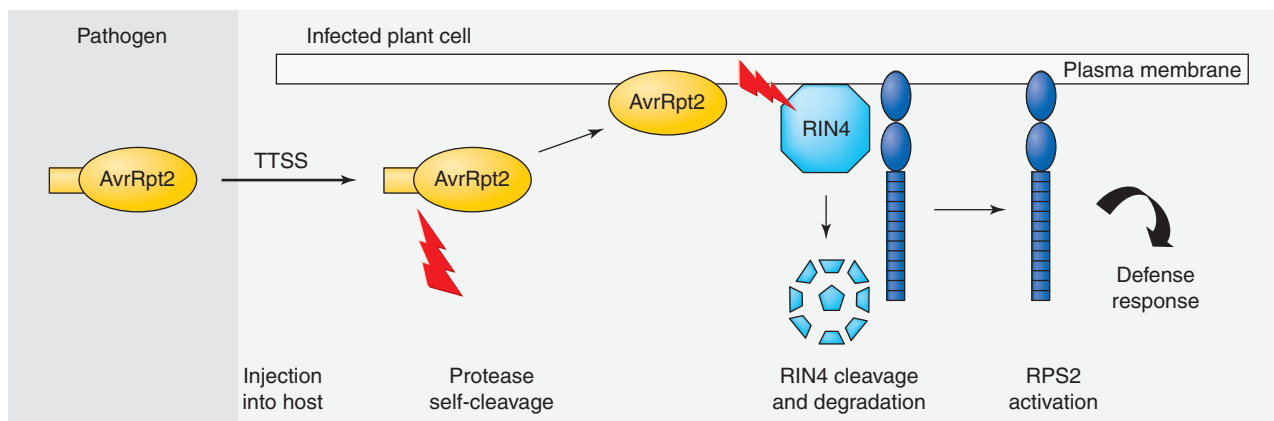 Pathogen
Infected plant cell
Plasma membrane
AvrRpt2
RIN4
AvrRpt2
TTSS
AvrRpt2
Defense
response
Injection
into host
Protease
self-cleavage
RIN4 cleavage
and degradation
RPS2
activation